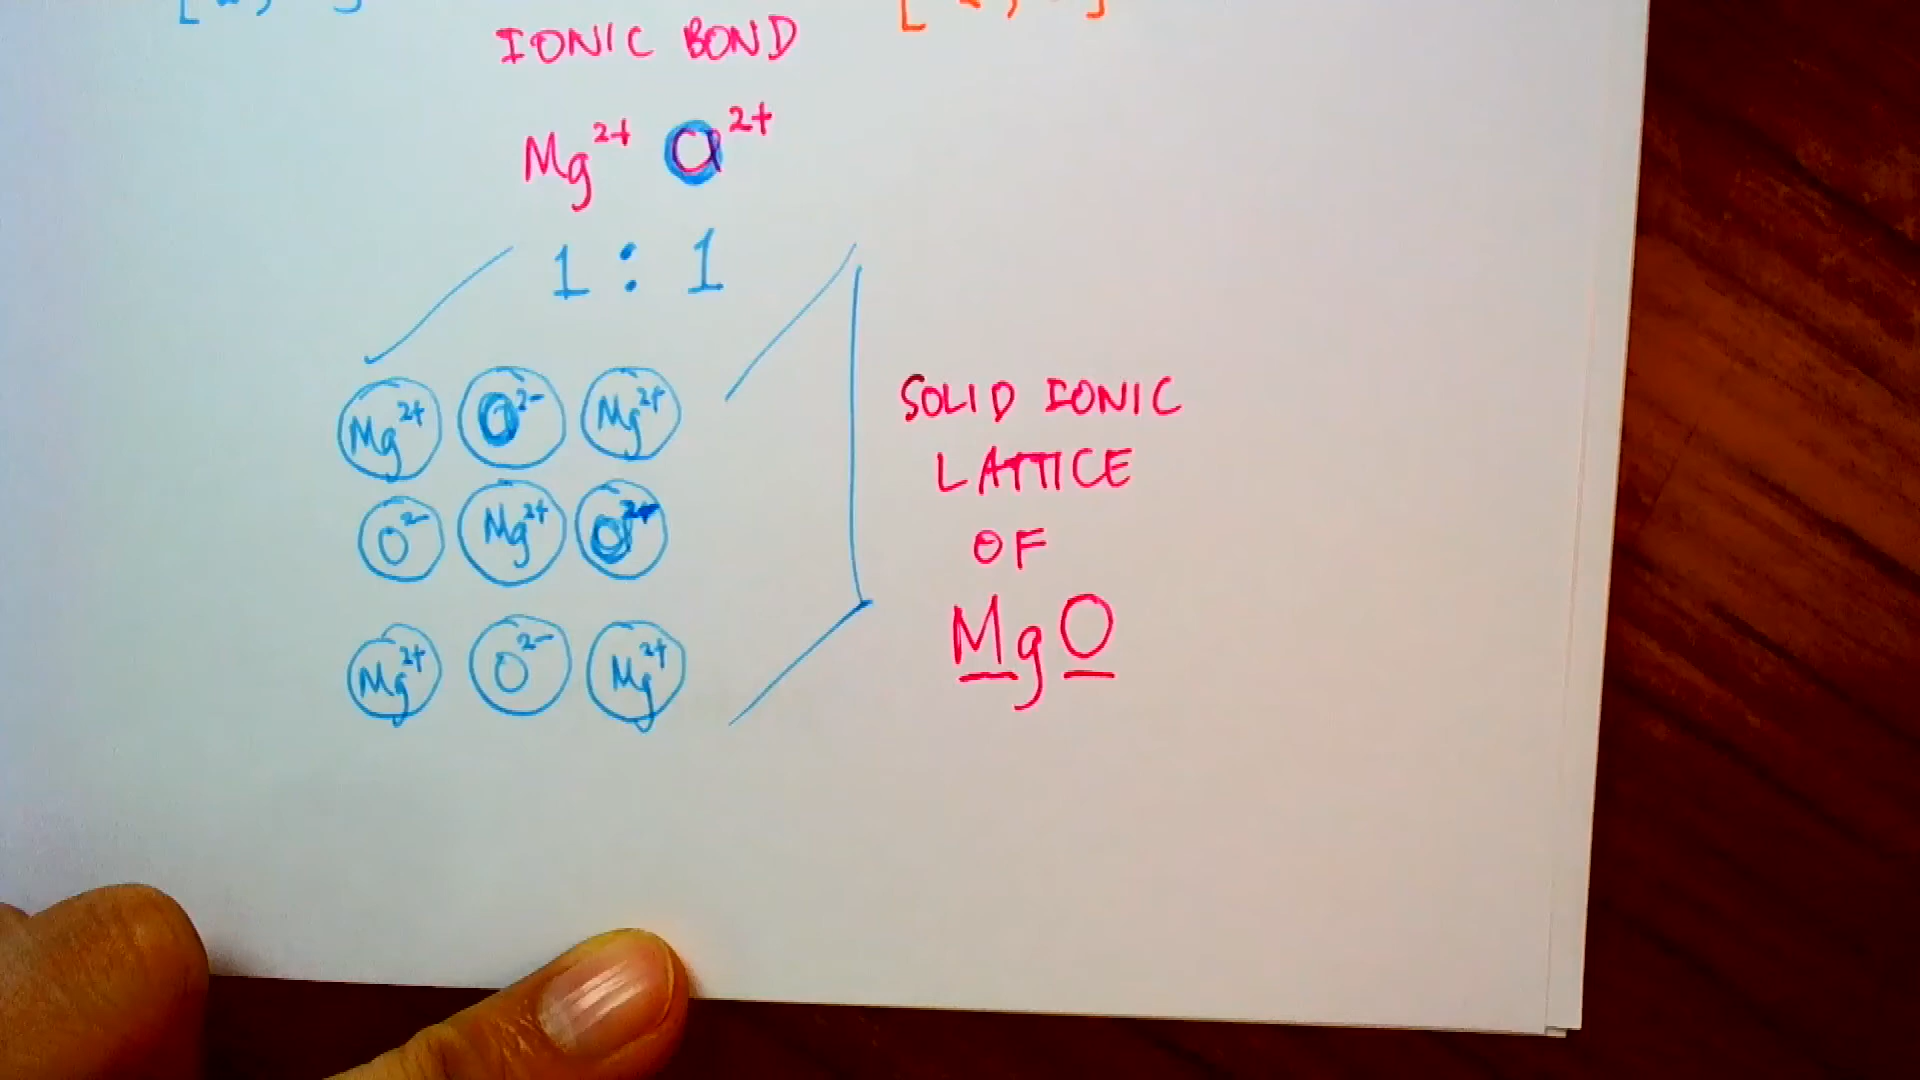 IONIC BOND
Mg²⁺ O²⁺
1 : 1
Mg²⁺ O²⁻ Mg²⁺
O²⁻ Mg²⁺ O²⁺
Mg²⁺ O²⁻ Mg²⁺
SOLID IONIC
LATTICE
OF
MgO